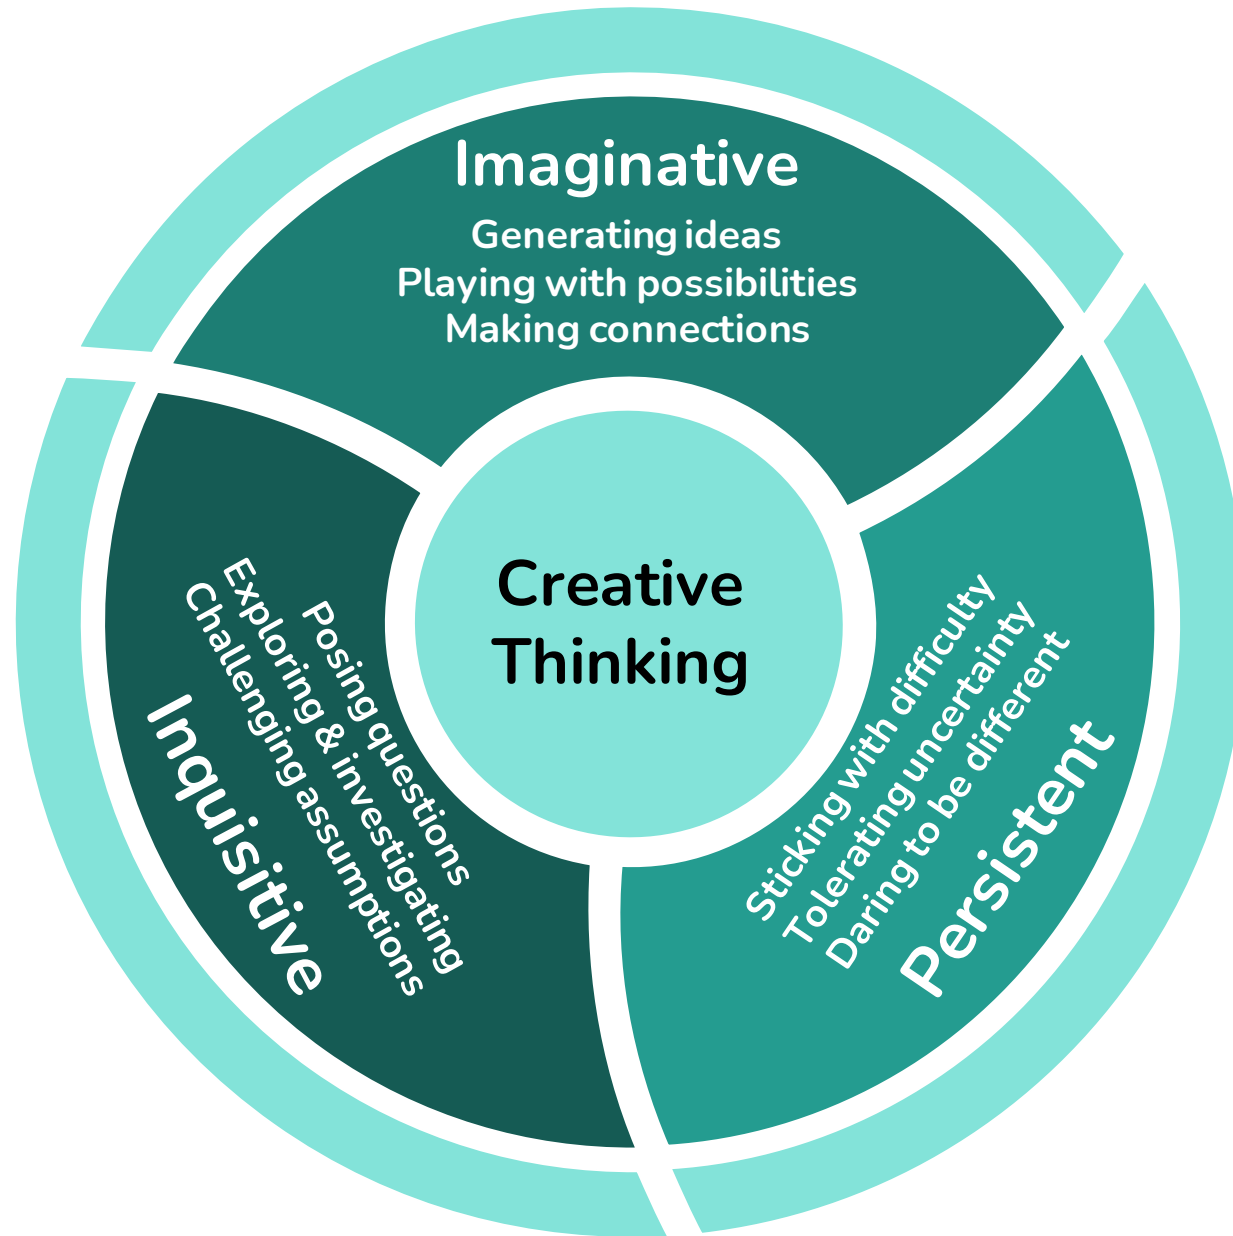 Imaginative
Generating ideas
Playing with possibilities
Making connections
Creative
Thinking
Sticking with difficulty
Tolerating uncertainty
Daring to be different
Persistent
Posing questions
Exploring & investigating
Challenging assumptions
Inquisitive